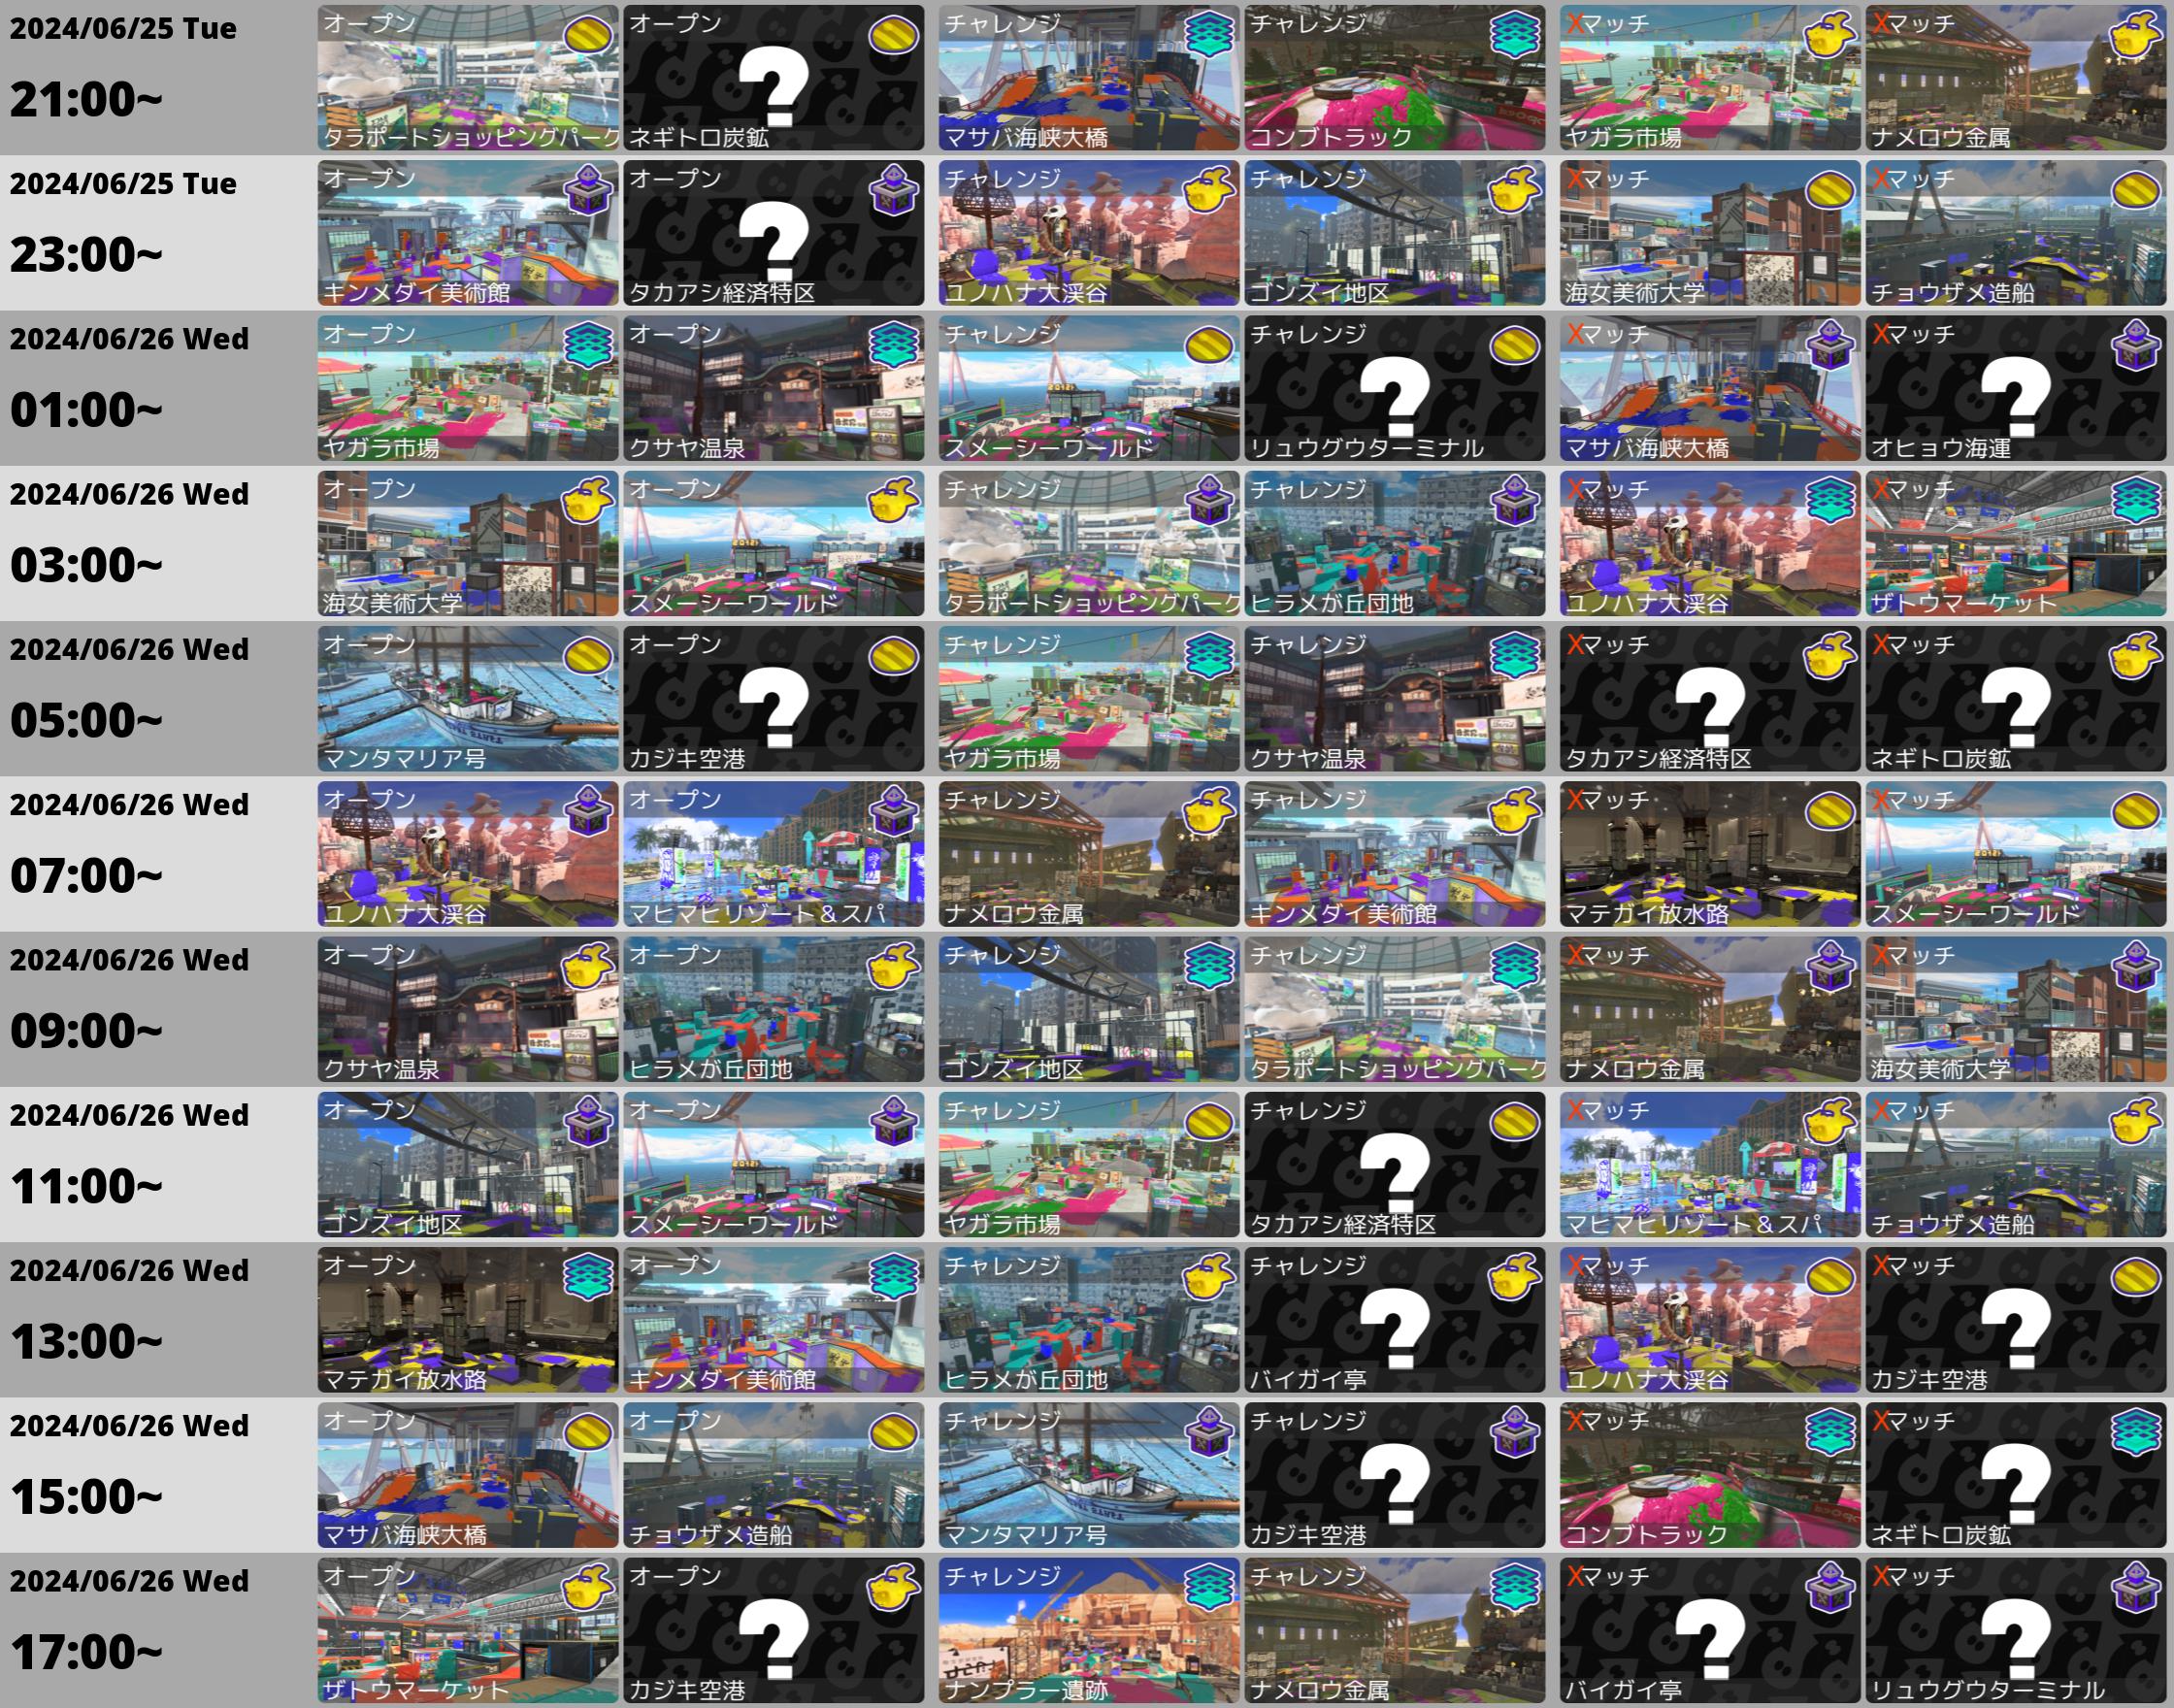 2024/06/25 Tue
21:00~
オープン
タラポートショッピングパーク
オープン
ネギトロ炭鉱
チャレンジ
マサバ海峡大橋
チャレンジ
コンブトラック
Xマッチ
ヤガラ市場
Xマッチ
ナメロウ金属
2024/06/25 Tue
23:00~
オープン
キンメダイ美術館
オープン
タカアシ経済特区
チャレンジ
ユノハナ大渓谷
チャレンジ
ゴンズイ地区
Xマッチ
海女美術大学
Xマッチ
チョウザメ造船
2024/06/26 Wed
01:00~
オープン
ヤガラ市場
オープン
クサヤ温泉
チャレンジ
スメーシーワールド
チャレンジ
リュウグウターミナル
Xマッチ
マサバ海峡大橋
Xマッチ
オヒョウ海運
2024/06/26 Wed
03:00~
オープン
海女美術大学
オープン
スメーシーワールド
チャレンジ
タラポートショッピングパーク
チャレンジ
ヒラメが丘団地
Xマッチ
ユノハナ大渓谷
Xマッチ
ザトウマーケット
2024/06/26 Wed
05:00~
オープン
マンタマリア号
オープン
カジキ空港
チャレンジ
ヤガラ市場
チャレンジ
クサヤ温泉
Xマッチ
タカアシ経済特区
Xマッチ
ネギトロ炭鉱
2024/06/26 Wed
07:00~
オープン
ユノハナ大渓谷
オープン
マヒマヒリゾート＆スパ
チャレンジ
ナメロウ金属
チャレンジ
キンメダイ美術館
Xマッチ
マテガイ放水路
Xマッチ
スメーシーワールド
2024/06/26 Wed
09:00~
オープン
クサヤ温泉
オープン
ヒラメが丘団地
チャレンジ
ゴンズイ地区
チャレンジ
タラポートショッピングパーク
Xマッチ
ナメロウ金属
Xマッチ
海女美術大学
2024/06/26 Wed
11:00~
オープン
ゴンズイ地区
オープン
スメーシーワールド
チャレンジ
ヤガラ市場
チャレンジ
タカアシ経済特区
Xマッチ
マヒマヒリゾート＆スパ
Xマッチ
チョウザメ造船
2024/06/26 Wed
13:00~
オープン
マテガイ放水路
オープン
キンメダイ美術館
チャレンジ
ヒラメが丘団地
チャレンジ
バイガイ亭
Xマッチ
ユノハナ大渓谷
Xマッチ
カジキ空港
2024/06/26 Wed
15:00~
オープン
マサバ海峡大橋
オープン
チョウザメ造船
チャレンジ
マンタマリア号
チャレンジ
カジキ空港
Xマッチ
コンブトラック
Xマッチ
ネギトロ炭鉱
2024/06/26 Wed
17:00~
オープン
ザトウマーケット
オープン
カジキ空港
チャレンジ
ナンプラー遺跡
チャレンジ
ナメロウ金属
Xマッチ
バイガイ亭
Xマッチ
リュウグウターミナル